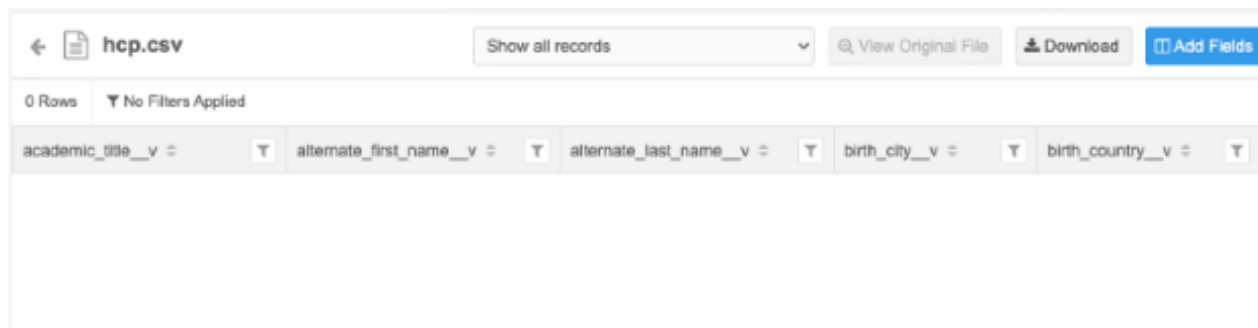 hcp.csv Show all records View Original File Download Add Fields
0 Rows No Filters Applied
academic_title__v alternate_first_name__v alternate_last_name__v birth_city__v birth_country__v